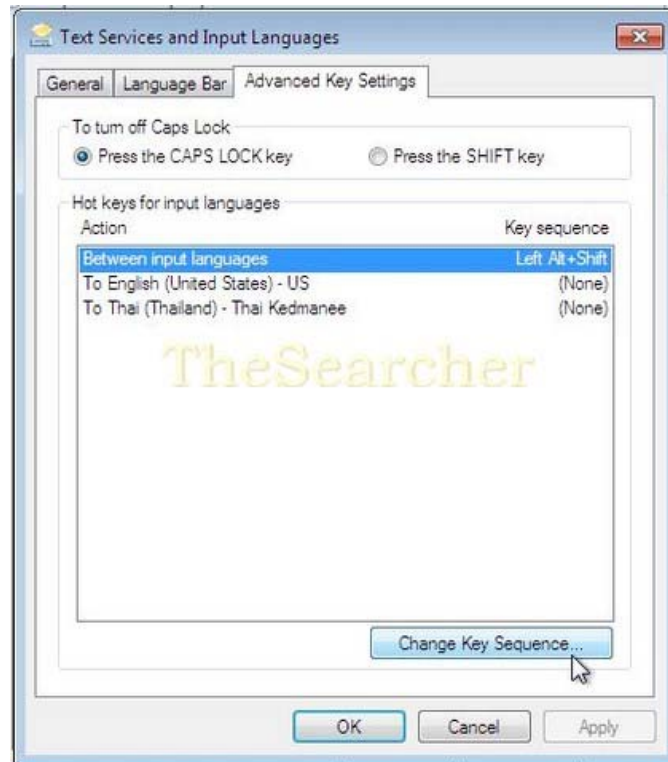 Text Services and Input Languages
General Language Bar Advanced Key Settings
To turn off Caps Lock
Press the CAPS LOCK key Press the SHIFT key
Hot keys for input languages
Action Key sequence
Between input languages Left Alt+Shift
To English (United States) - US (None)
To Thai (Thailand) - Thai Kedmanee (None)
TheSearcher
Change Key Sequence...
OK Cancel Apply